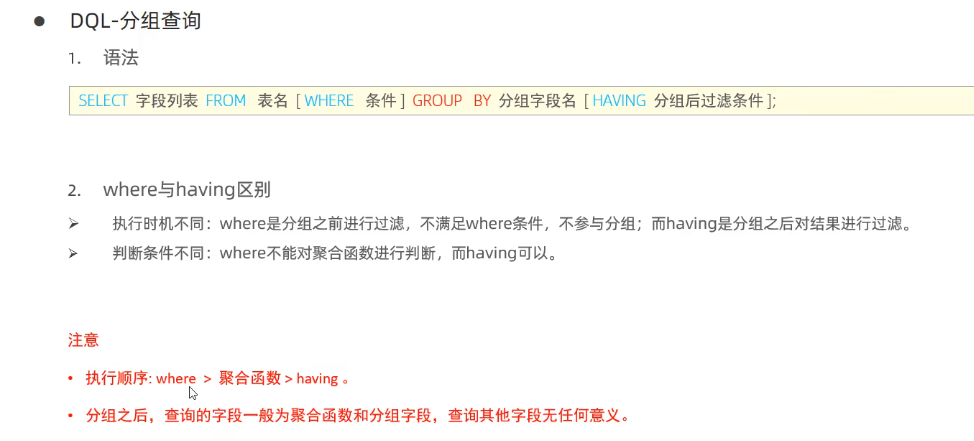 ● DQL-分组查询
1. 语法
SELECT 字段列表 FROM 表名 [ WHERE 条件 ] GROUP BY 分组字段名 [ HAVING 分组后过滤条件 ];
2. where与having区别
➢ 执行时机不同：where是分组之前进行过滤，不满足where条件，不参与分组；而having是分组之后对结果进行过滤。
➢ 判断条件不同：where不能对聚合函数进行判断，而having可以。
注意
• 执行顺序: where > 聚合函数 > having 。
• 分组之后，查询的字段一般为聚合函数和分组字段，查询其他字段无任何意义。